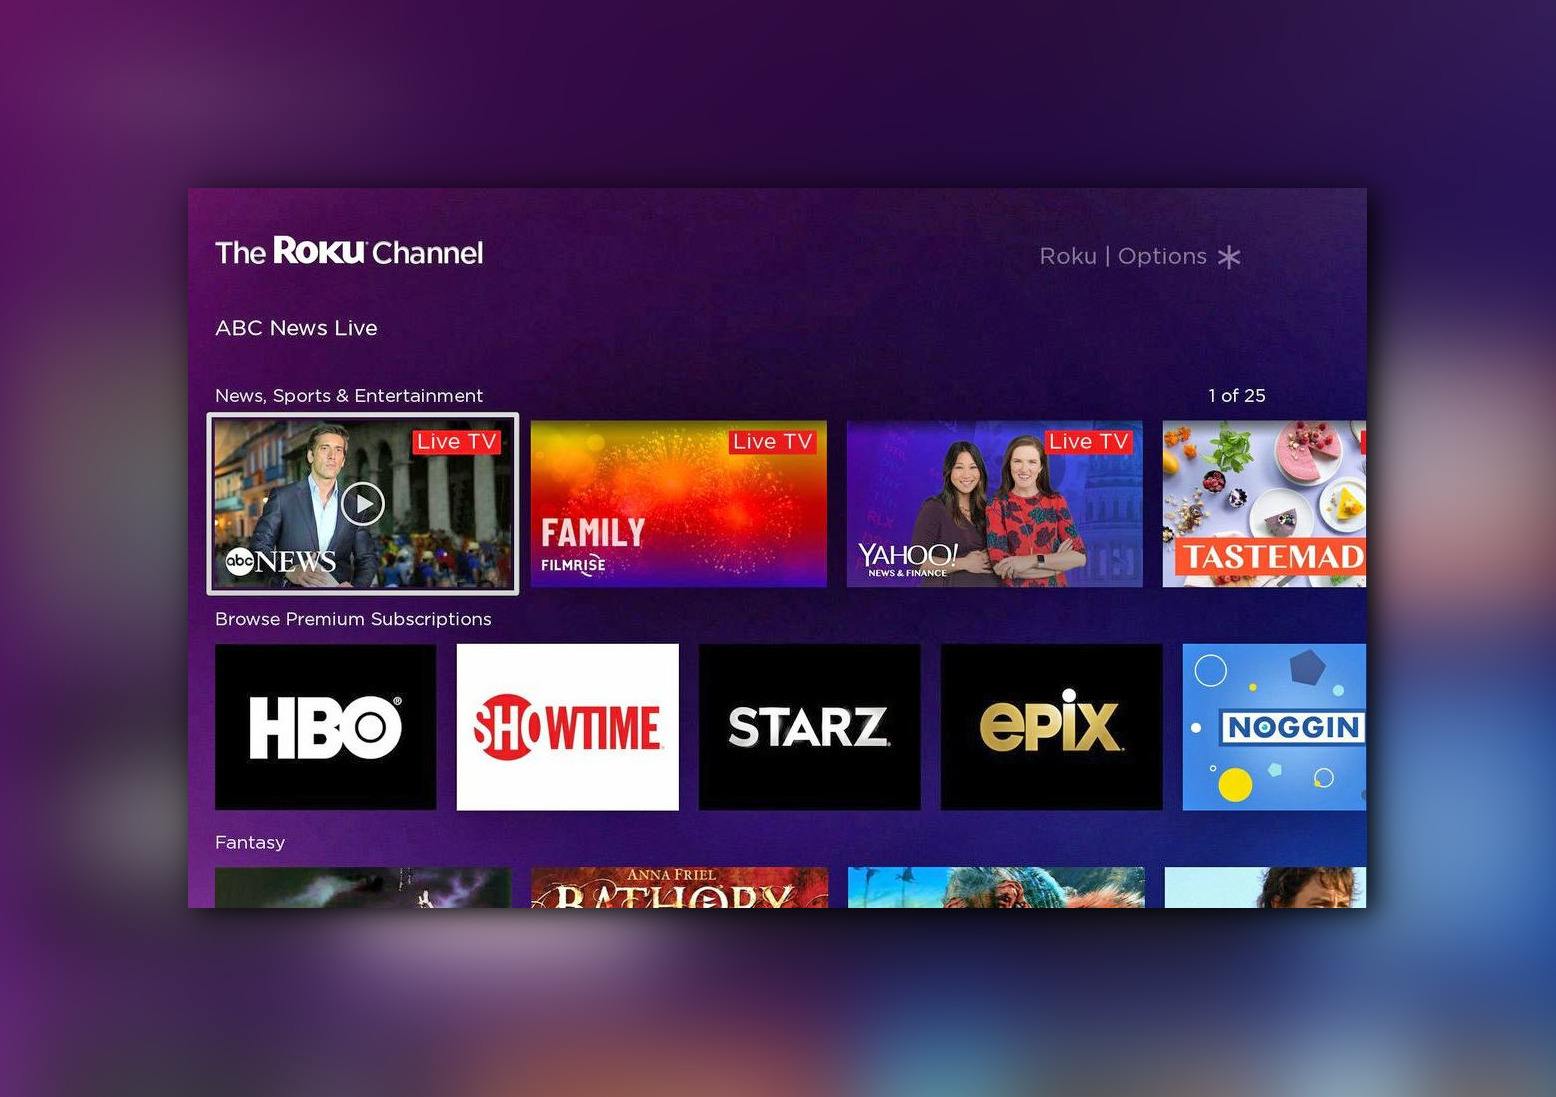 The Roku Channel
Roku | Options
ABC News Live
News, Sports & Entertainment
1 of 25
Live TV
abc NEWS
Live TV
FAMILY
FILMRISE
Live TV
RLX
YAHOO!
NEWS & FINANCE
TASTEMAD
Browse Premium Subscriptions
HBO®
SHOWTIME
STARZ
epix
NOGGIN
Fantasy
ANNA FRIEL
BATHORY